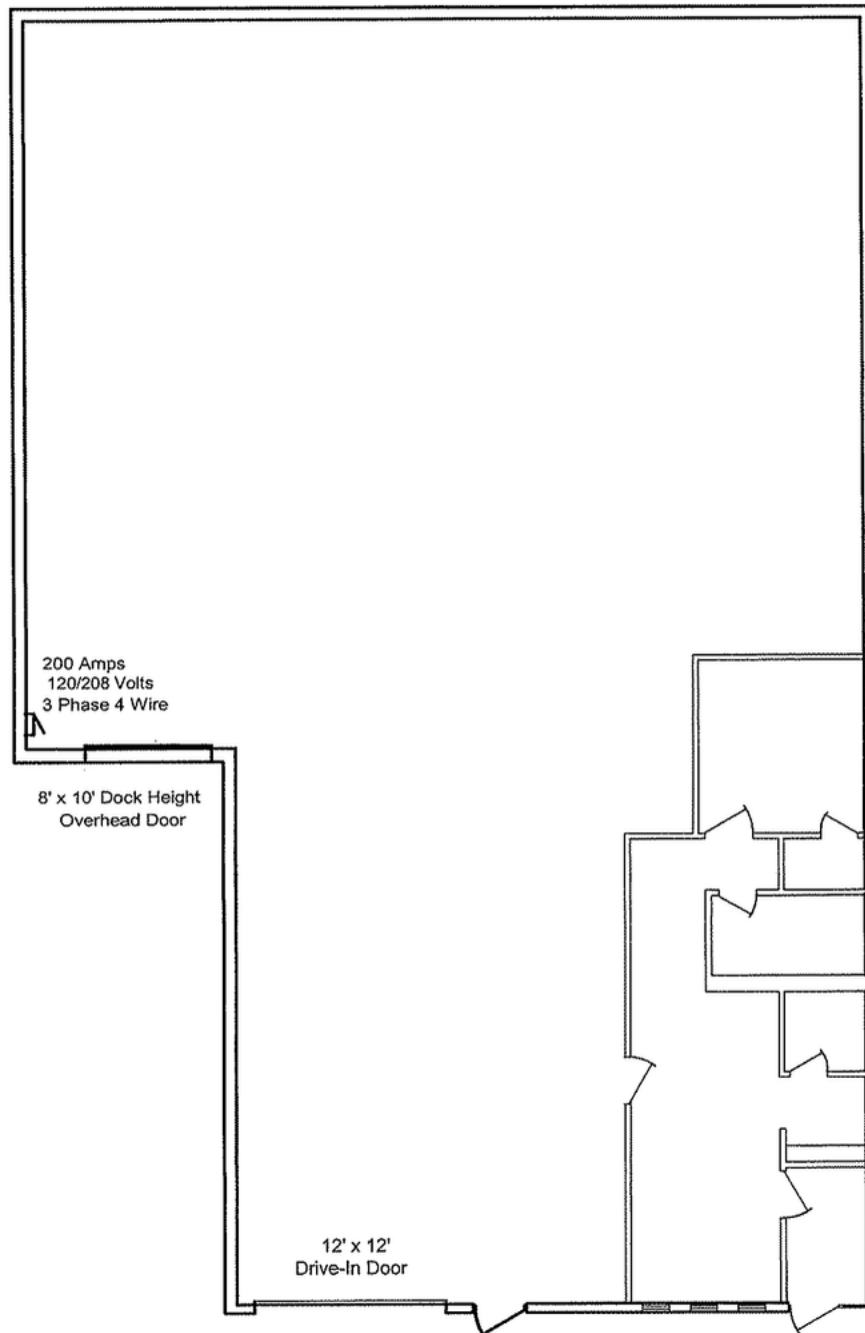 200 Amps
120/208 Volts
3 Phase 4 Wire
8' x 10' Dock Height
Overhead Door
12' x 12'
Drive-In Door